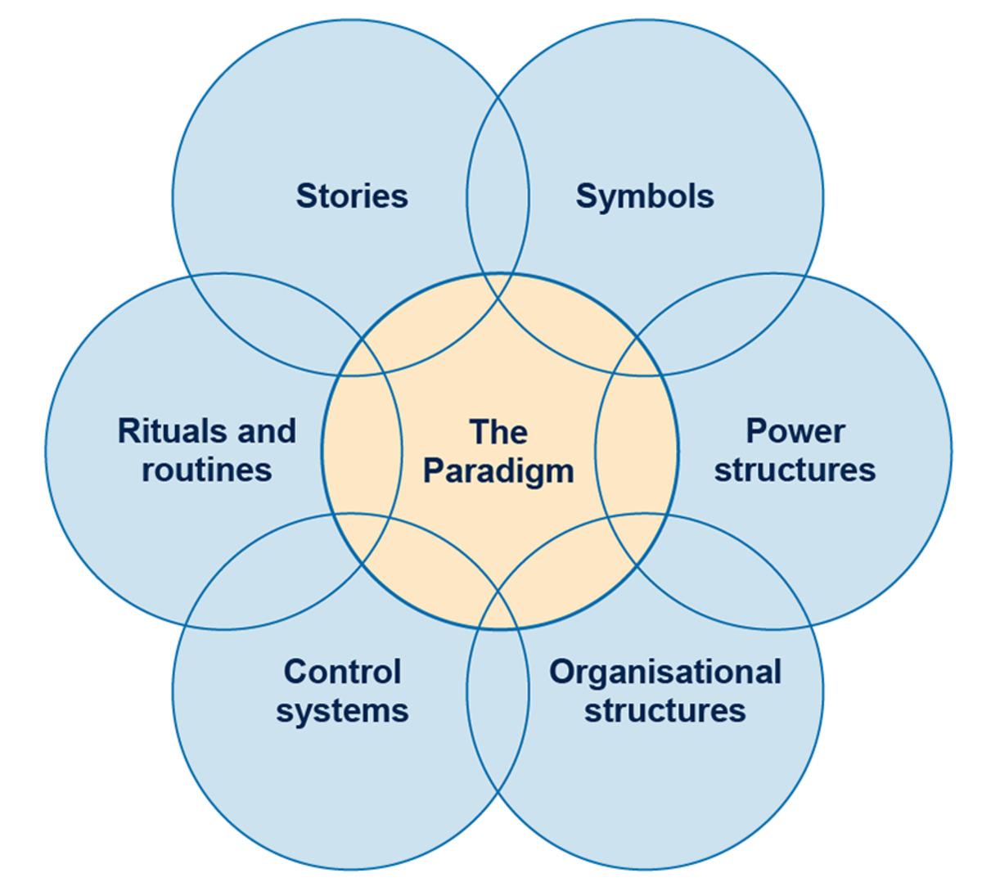 Stories
Symbols
Rituals and
routines
The
Paradigm
Power
structures
Control
systems
Organisational
structures